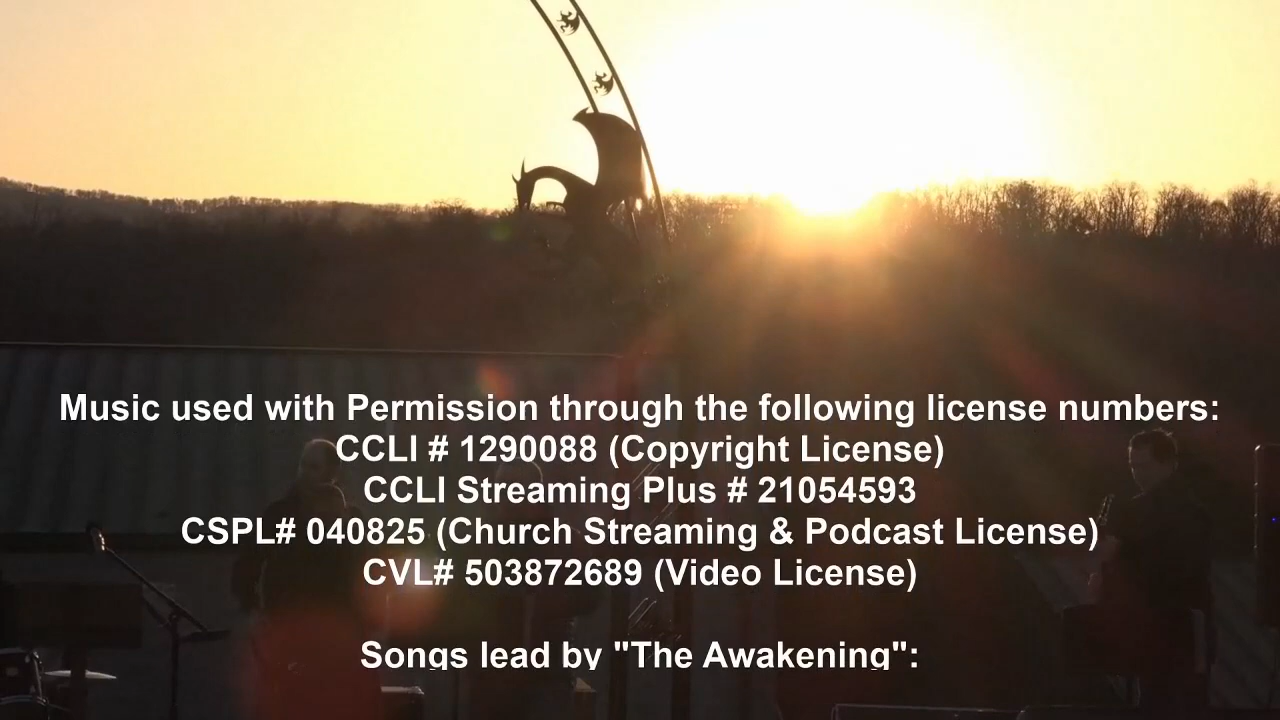 Music used with Permission through the following license numbers:
CCLI # 1290088 (Copyright License)
CCLI Streaming Plus # 21054593
CSPL# 040825 (Church Streaming & Podcast License)
CVL# 503872689 (Video License)
Songs lead by "The Awakening":